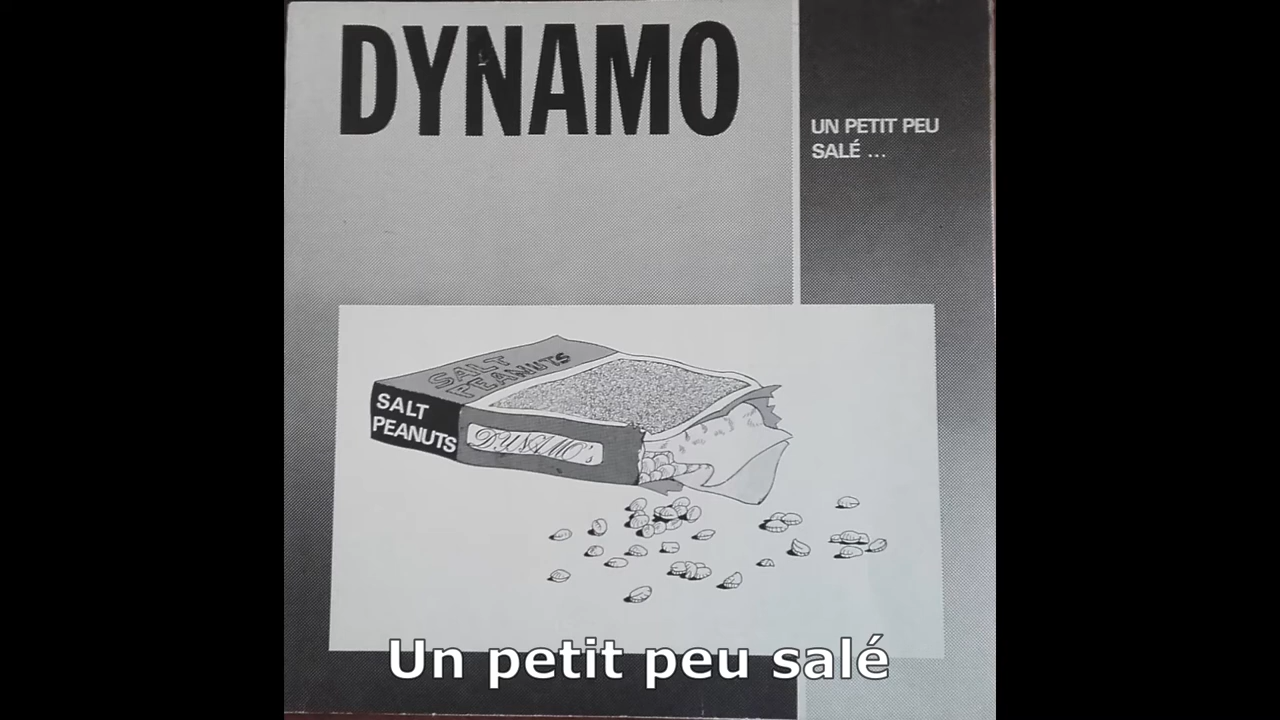 DYNAMO
UN PETIT PEU
SALÉ ...
SALT
PEANUTS
SALT
PEANUTS
DYNAMO's
Un petit peu salé